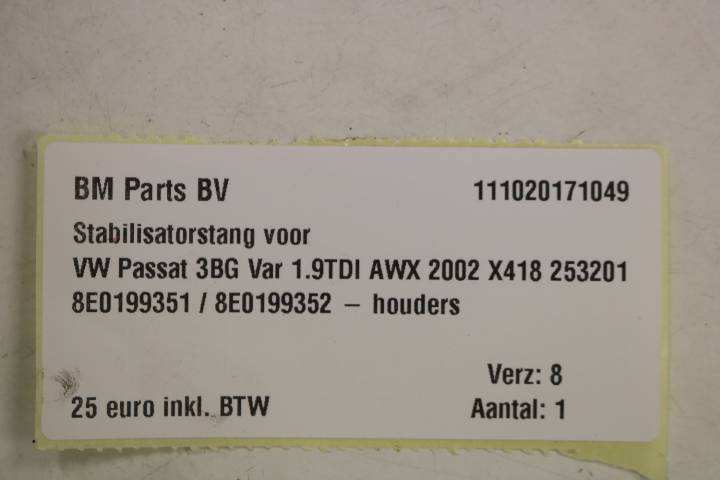 BM Parts BV 111020171049
Stabilisatorstang voor
VW Passat 3BG Var 1.9TDI AWX 2002 X418 253201
8E0199351 / 8E0199352 – houders
Verz: 8
25 euro inkl. BTW Aantal: 1